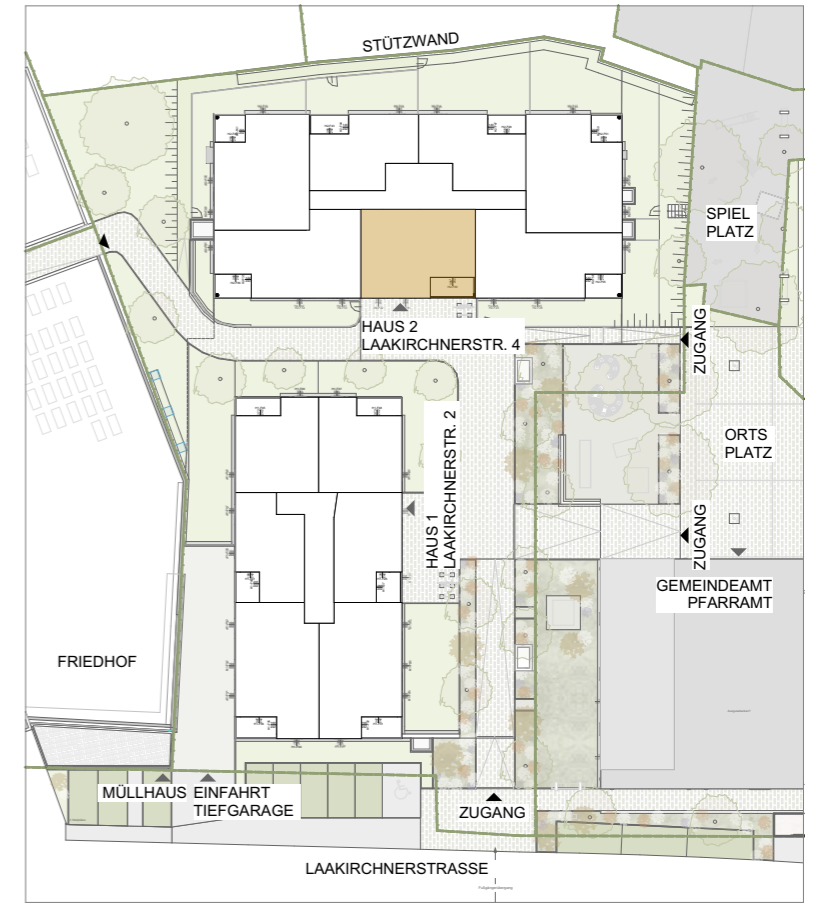 STÜTZWAND
SPIEL
PLATZ
HAUS 2
LAAKIRCHNERSTR. 4
ZUGANG
HAUS 1
LAAKIRCHNERSTR. 2
ORTS
PLATZ
ZUGANG
GEMEINDEAMT
PFARRAMT
FRIEDHOF
MÜLLHAUS
EINFAHRT
TIEFGARAGE
ZUGANG
LAAKIRCHNERSTRASSE
Fußgängerübergang